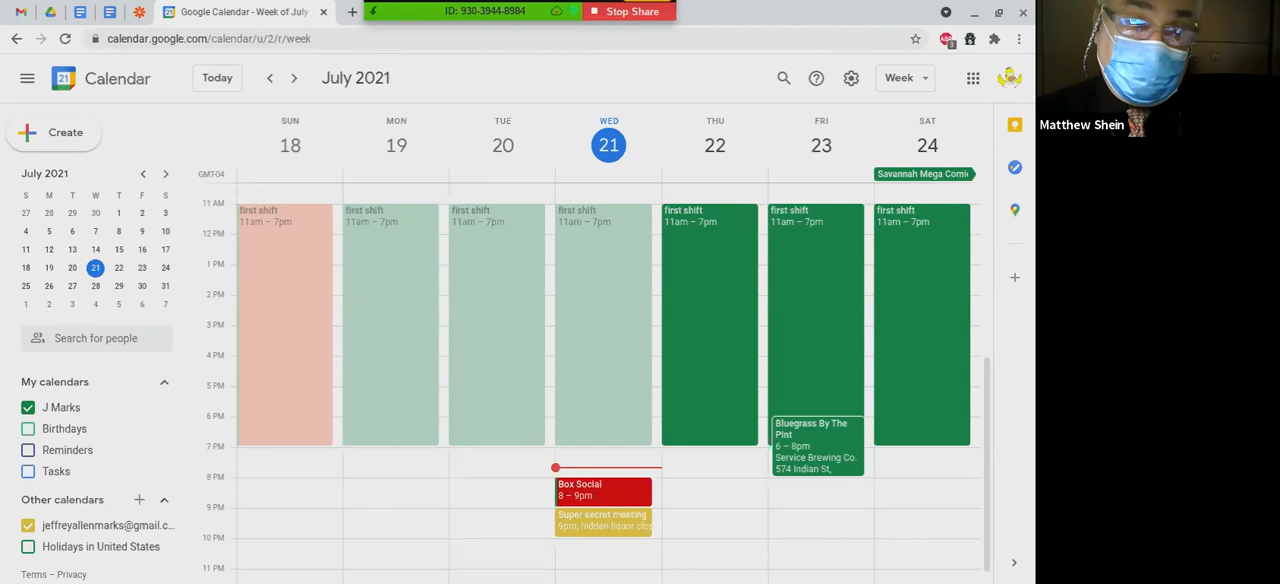 Google Calendar - Week of July
ID: 930-3944-8984
Stop Share
calendar.google.com/calendar/u/2/r/week
ABP
3
21
Calendar
Today
July 2021
Week
Matthew Shein
Create
SUN
MON
TUE
WED
THU
FRI
SAT
18
19
20
21
22
23
24
GMT-04
Savannah Mega Comi
July 2021
S M T W T F S
27 28 29 30 1 2 3
4 5 6 7 8 9 10
11 12 13 14 15 16 17
18 19 20 21 22 23 24
25 26 27 28 29 30 31
1 2 3 4 5 6 7
Search for people
My calendars
J Marks
Birthdays
Reminders
Tasks
Other calendars
jeffreyallenmarks@gmail.c...
Holidays in United States
Terms – Privacy
11 AM
12 PM
1 PM
2 PM
3 PM
4 PM
5 PM
6 PM
7 PM
8 PM
9 PM
10 PM
11 PM
first shift
11am – 7pm
first shift
11am – 7pm
first shift
11am – 7pm
first shift
11am – 7pm
first shift
11am – 7pm
first shift
11am – 7pm
first shift
11am – 7pm
Bluegrass By The
Pint
6 – 8pm
Service Brewing Co.
574 Indian St,
Box Social
8 – 9pm
Super secret meeting
9pm, hidden liquor clos